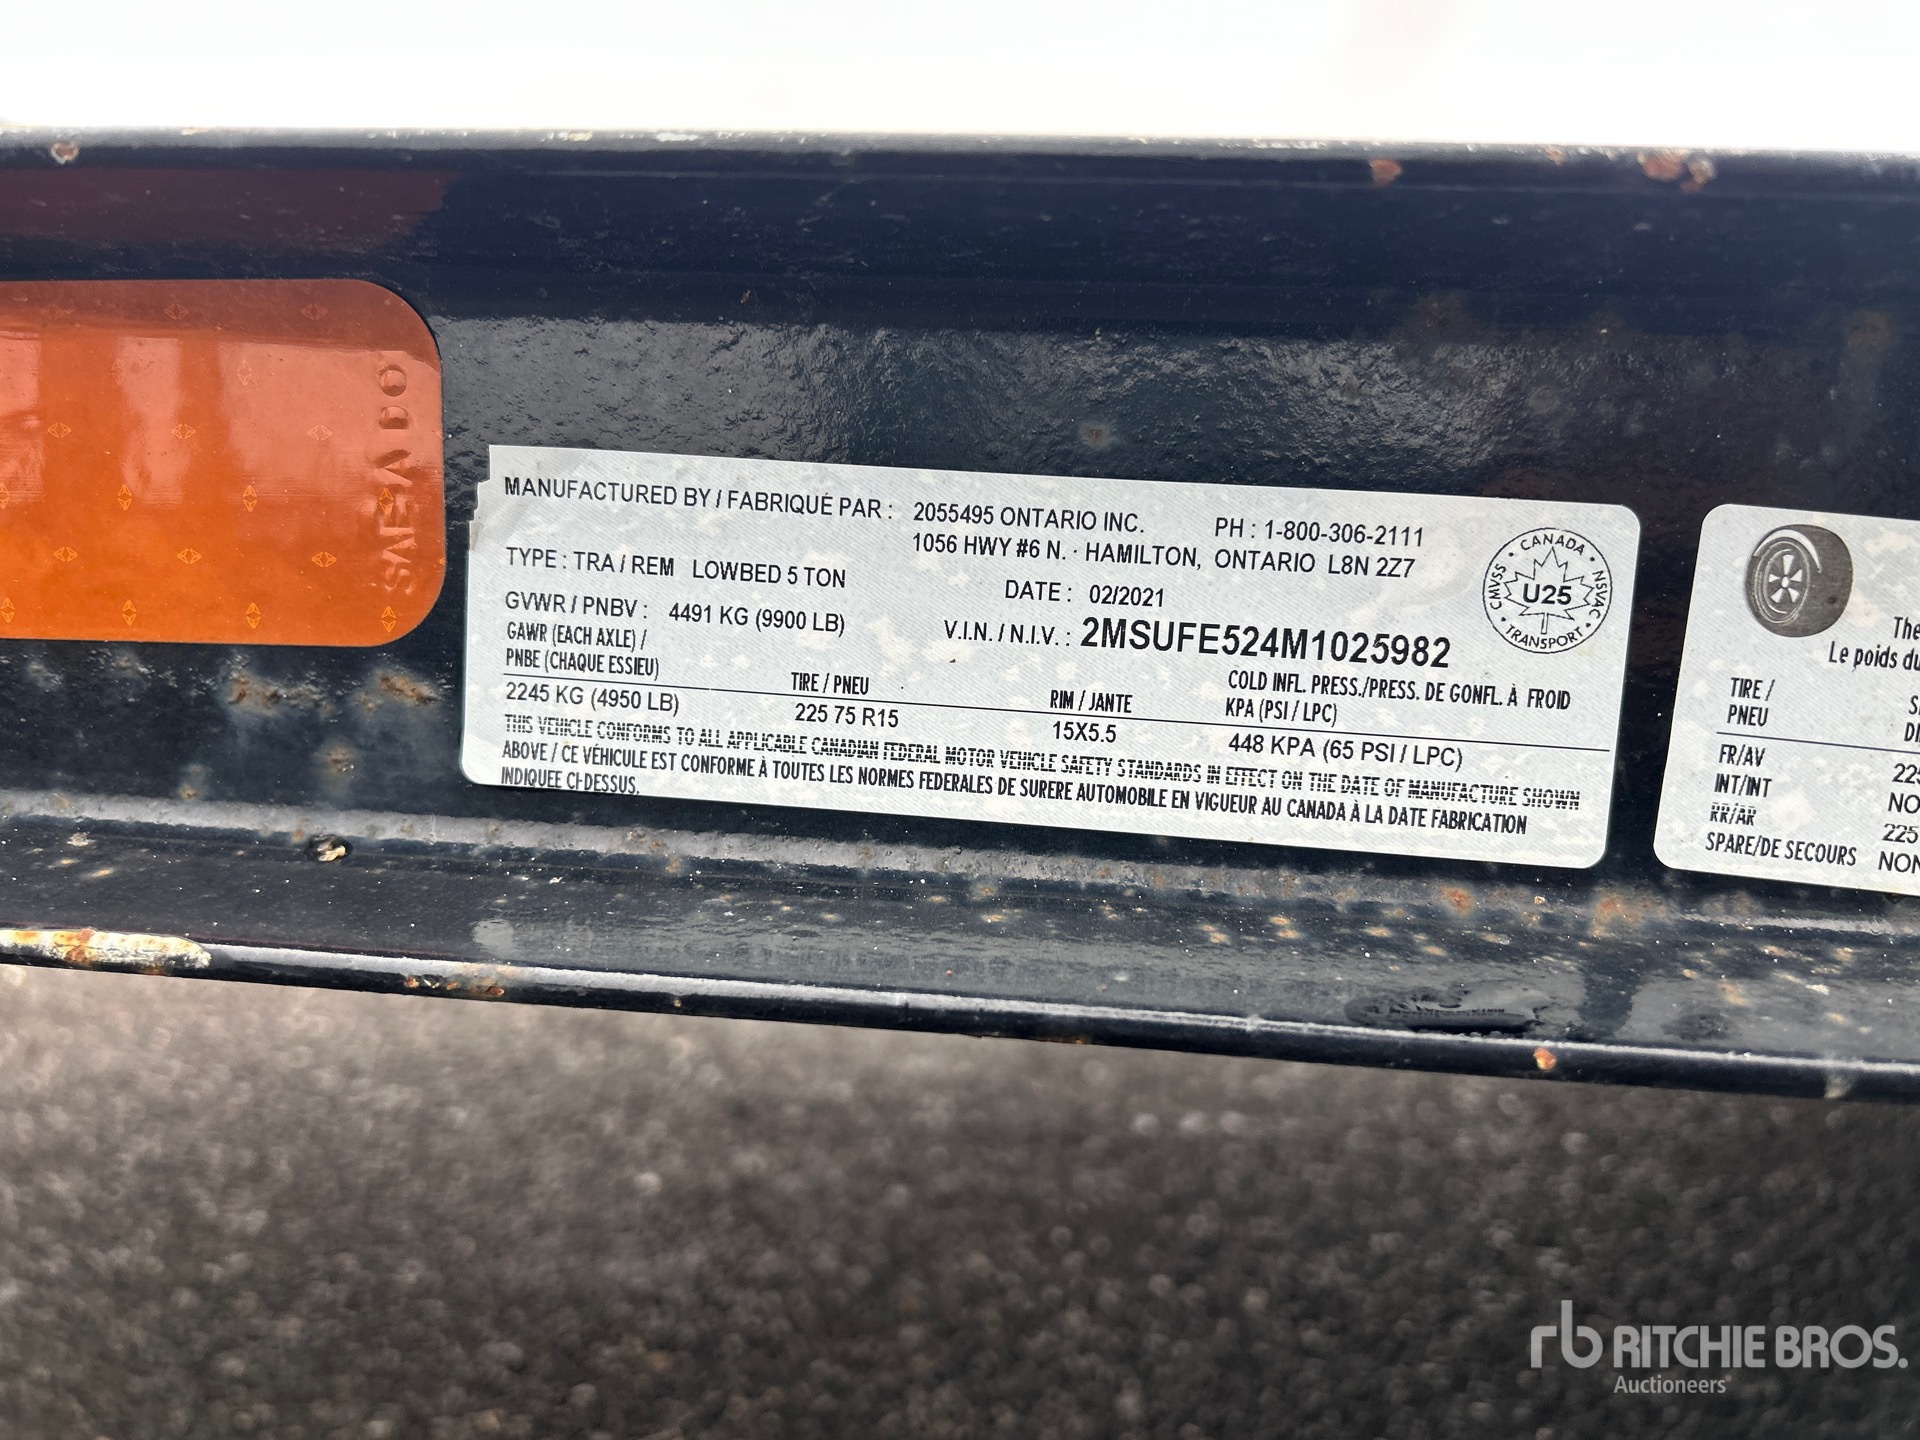 SAE A DOT
MANUFACTURED BY / FABRIQUÉ PAR : 2055495 ONTARIO INC. PH : 1-800-306-2111
1056 HWY #6 N. · HAMILTON, ONTARIO L8N 2Z7
TYPE : TRA / REM LOWBED 5 TON DATE : 02/2021
GVWR / PNBV : 4491 KG (9900 LB) V.I.N. / N.I.V. : 2MSUFE524M1025982
GAWR (EACH AXLE) /
PNBE (CHAQUE ESSIEU) TIRE / PNEU RIM / JANTE COLD INFL. PRESS./PRESS. DE GONFL. À FROID
KPA (PSI / LPC)
2245 KG (4950 LB) 225 75 R15 15X5.5 448 KPA (65 PSI / LPC)
THIS VEHICLE CONFORMS TO ALL APPLICABLE CANADIAN FEDERAL MOTOR VEHICLE SAFETY STANDARDS IN EFFECT ON THE DATE OF MANUFACTURE SHOWN
ABOVE / CE VÉHICULE EST CONFORME À TOUTES LES NORMES FEDERALES DE SURERE AUTOMOBILE EN VIGUEUR AU CANADA À LA DATE FABRICATION
INDIQUEE CI-DESSUS.
CANADA
CMVSS U25 NSVAC
TRANSPORT
The
Le poids du
TIRE /
PNEU
FR/AV 225
INT/INT NO
RR/AR 225
SPARE/DE SECOURS NON
rb RITCHIE BROS.
Auctioneers